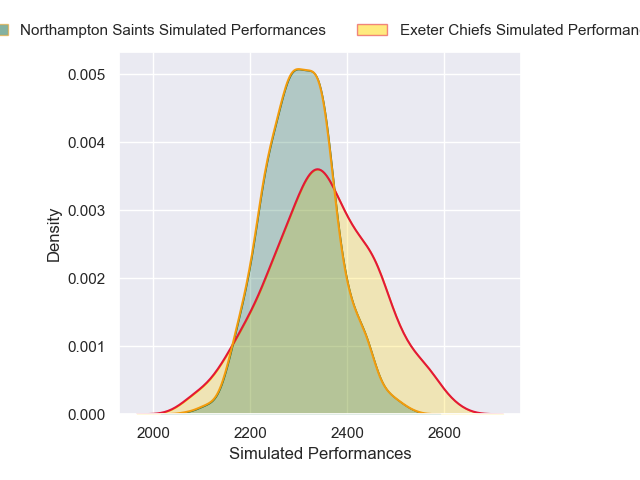 Northampton Saints Simulated Performances
Exeter Chiefs Simulated
0.005
0.004
0.003
0.002
0.001
0.000
Density
2000 2200 2400 2600
Simulated Performances